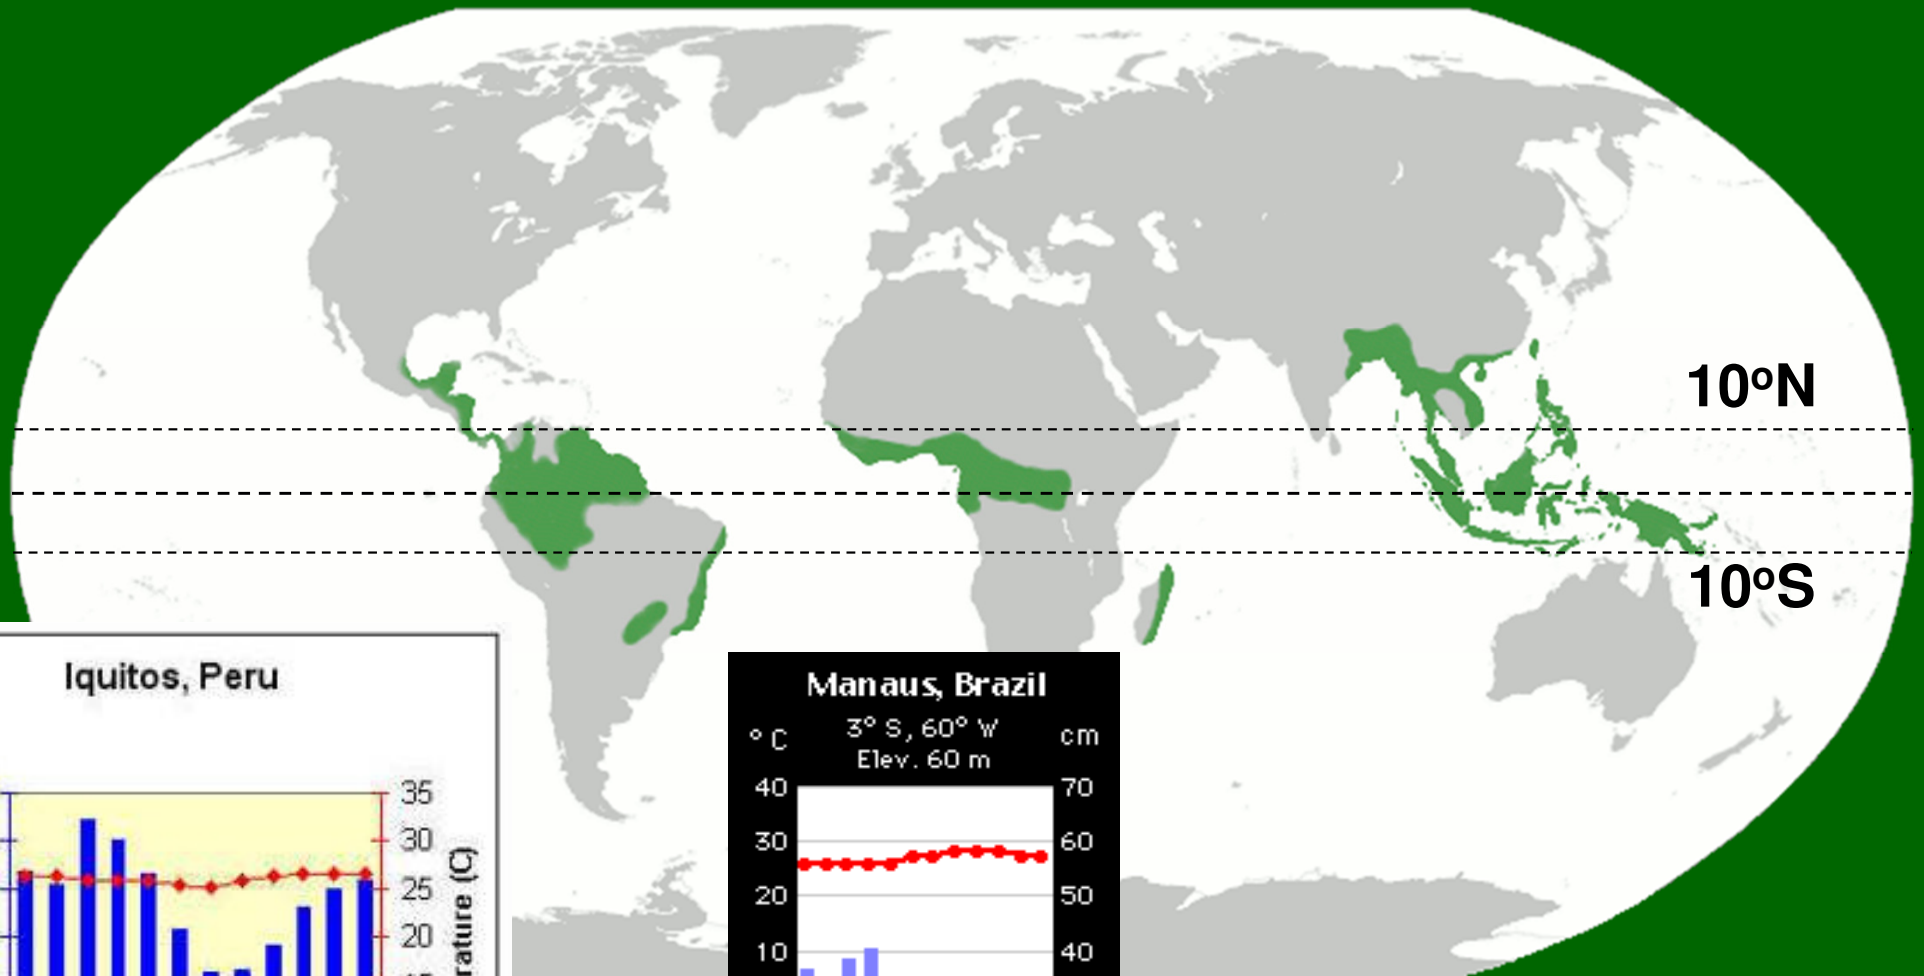 10ºN
10ºS
Iquitos, Peru
35
30
25
20
rature (C)
Manaus, Brazil
3° S, 60° W
Elev. 60 m
° C
cm
40
70
30
60
20
50
10
40